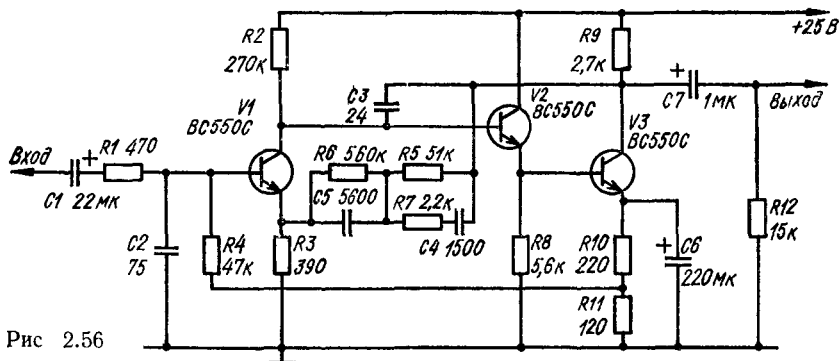 +25 В
R2
270к
R9
2,7к
V1
BC550C
C3
24
V2
BC550C
+
C7
1мк
Выход
V3
BC550C
Вход
+
R1 470
C1 22мк
R6 560к
R5 51к
C5 5600
R7 2,2к
C4 1500
C2
75
R4
47к
R3
390
R8
5,6к
R10
220
+
C6
220мк
R12
15к
R11
120
Рис 2.56